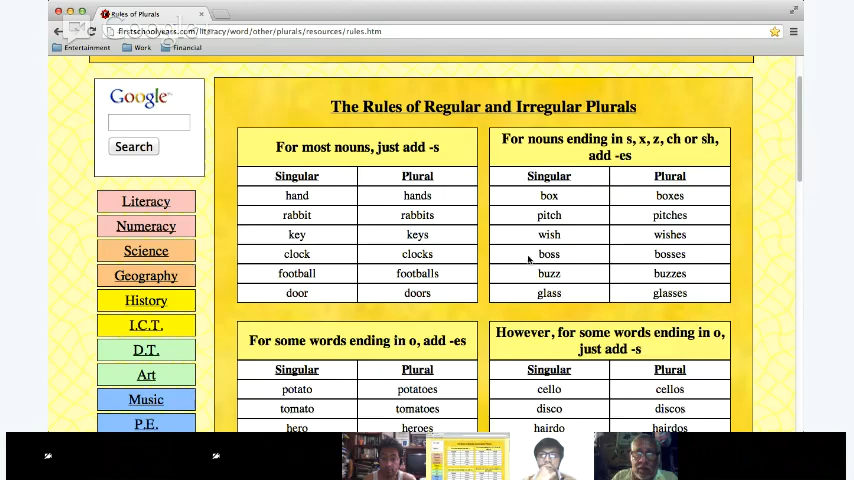 Rules of Plurals
Google
firstschoolyears.com/literacy/word/other/plurals/resources/rules.htm
Entertainment Work Financial
Google
Search
Literacy
Numeracy
Science
Geography
History
I.C.T.
D.T.
Art
Music
P.E.
The Rules of Regular and Irregular Plurals
For most nouns, just add -s
Singular Plural
hand hands
rabbit rabbits
key keys
clock clocks
football footballs
door doors
For nouns ending in s, x, z, ch or sh,
add -es
Singular Plural
box boxes
pitch pitches
wish wishes
boss bosses
buzz buzzes
glass glasses
For some words ending in o, add -es
Singular Plural
potato potatoes
tomato tomatoes
hero heroes
However, for some words ending in o,
just add -s
Singular Plural
cello cellos
disco discos
hairdo hairdos